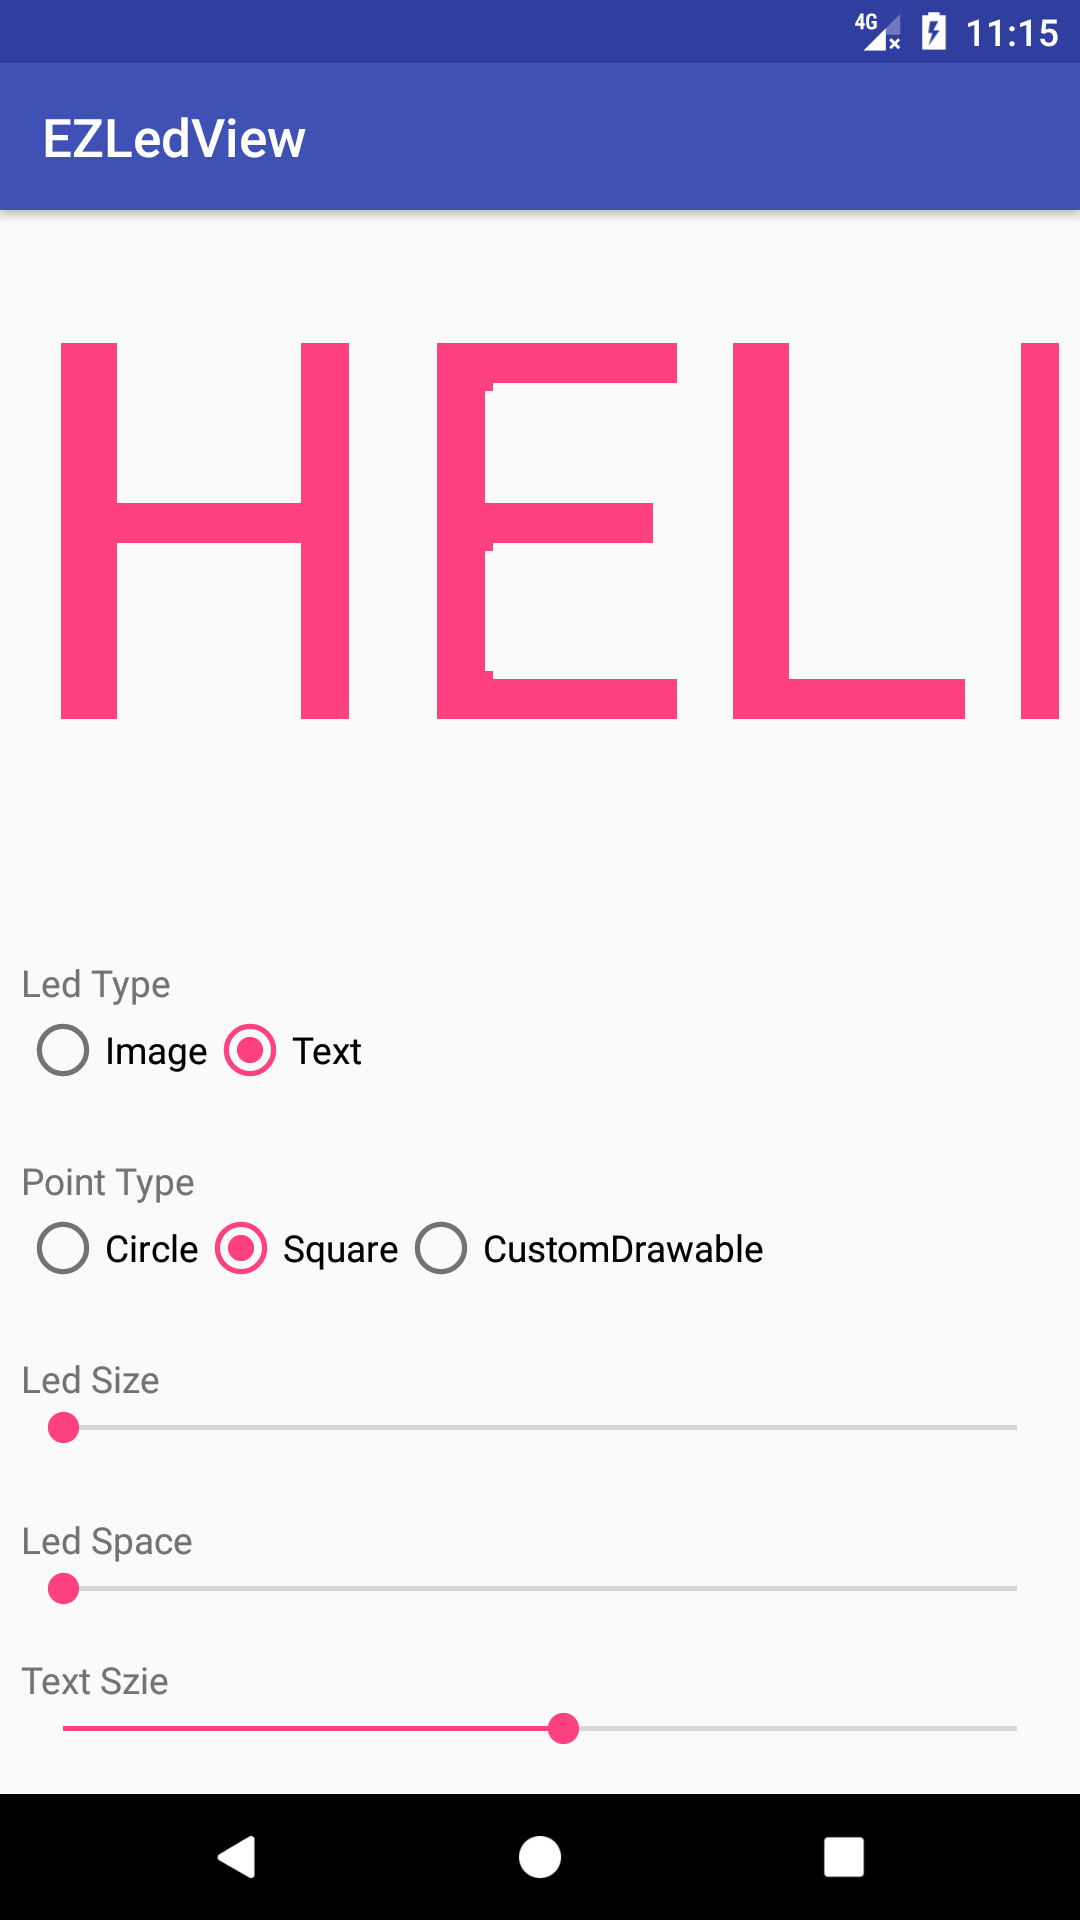 4G 11:15
EZLedView
HEL
Led Type
Image Text
Point Type
Circle Square CustomDrawable
Led Size
Led Space
Text Szie